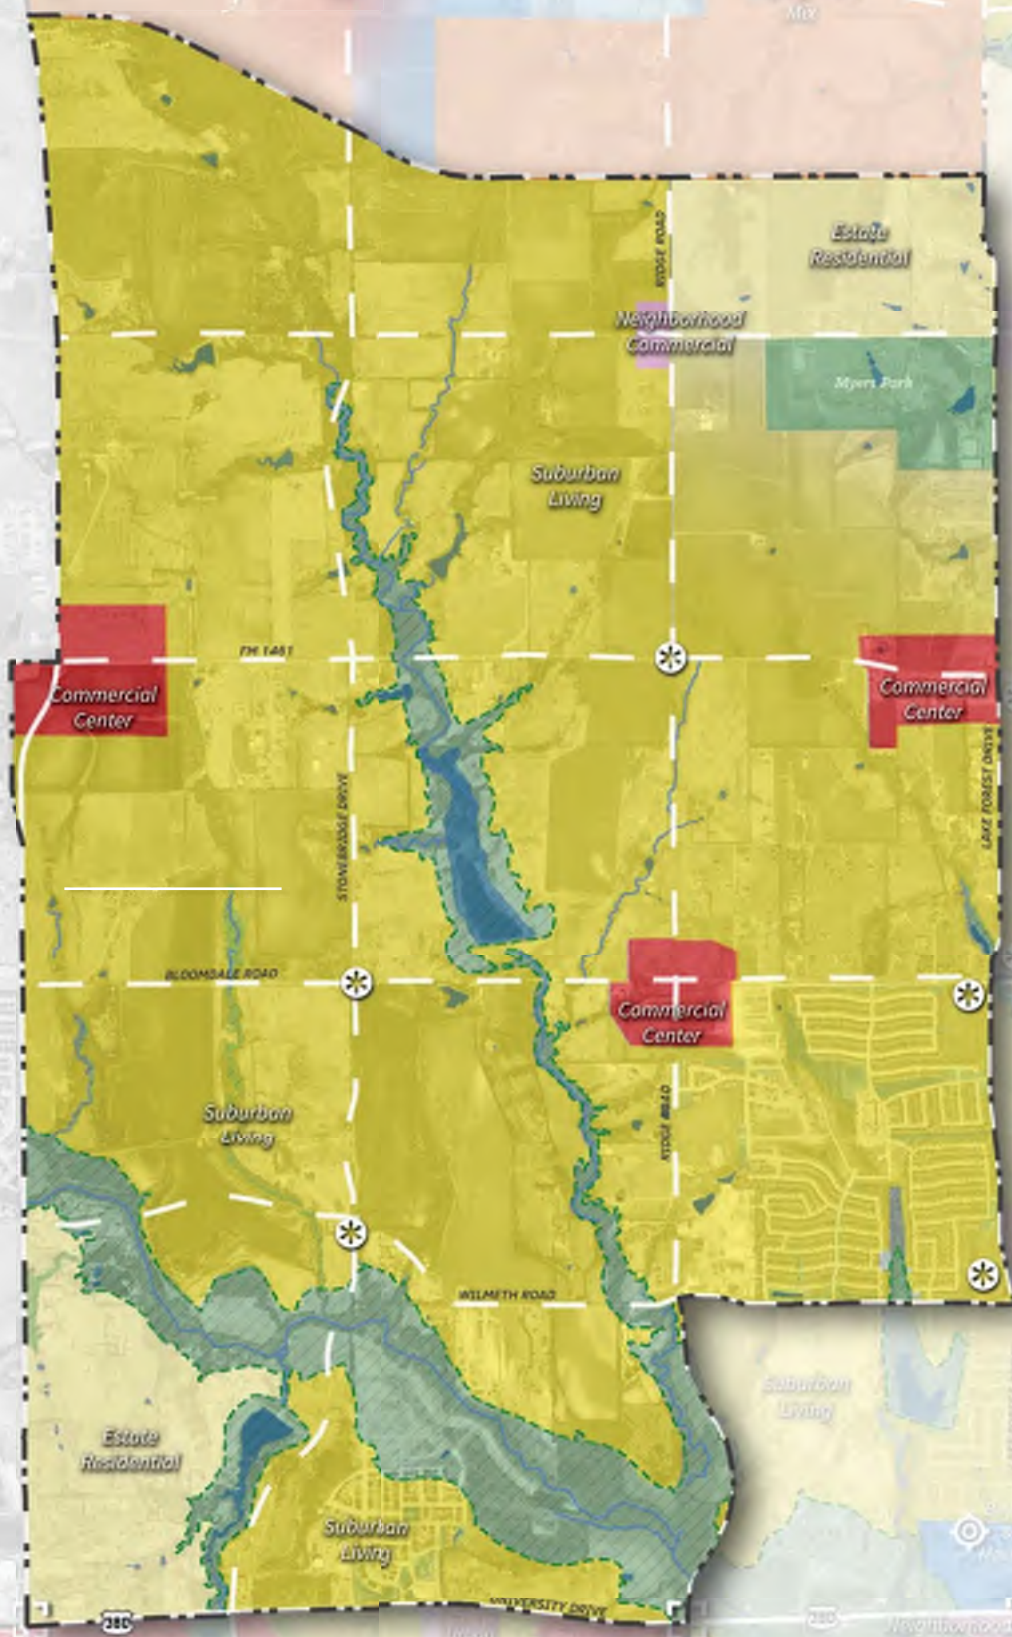 Mix
RIDGE ROAD
Estate
Residential
Neighborhood
Commercial
Myers Park
Suburban
Living
FM 1461
Commercial
Center
Commercial
Center
STONEBRIDGE DRIVE
LAKE FOREST DRIVE
BLOOMDALE ROAD
Commercial
Center
RIDGE ROAD
Suburban
Living
WILMETH ROAD
Suburban
Living
Estate
Residential
Suburban
Living
UNIVERSITY DRIVE
380
380
Neighborhood